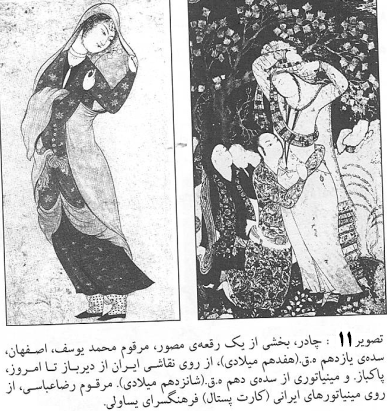 تصویر ۱۱ : چادر، بخشی از یک رقعه‌ی مصور، مرقوم محمد یوسف، اصفهان،
سده‌ی یازدهم ه.ق.(هفدهم میلادی)، از روی نقاشی ایران از دیرباز تا امروز،
پاکباز. و مینیاتوری از سده‌ی دهم ه.ق.(شانزدهم میلادی). مرقوم رضاعباسی، از
روی مینیاتورهای ایرانی (کارت پستال) فرهنگسرای یساولی.